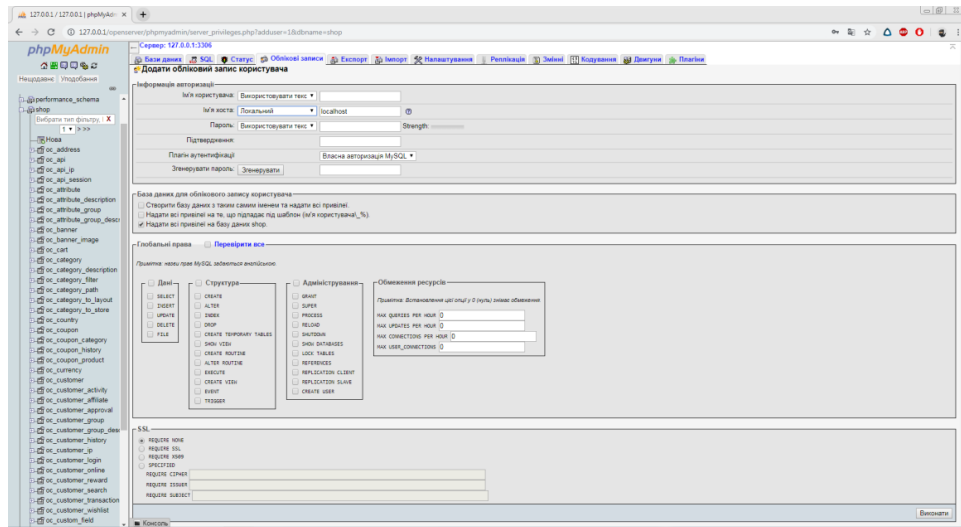 127.0.0.1 / 127.0.0.1 | phpMyAdm
127.0.0.1/openserver/phpmyadmin/server_privileges.php?adduser=1&dbname=shop
phpMyAdmin
Нещодавнє Уподобання
performance_schema
shop
Вибрати тип фільтру, X
1 > >>
Нова
oc_address
oc_api
oc_api_ip
oc_api_session
oc_attribute
oc_attribute_description
oc_attribute_group
oc_attribute_group_descr
oc_banner
oc_banner_image
oc_cart
oc_category
oc_category_description
oc_category_filter
oc_category_path
oc_category_to_layout
oc_category_to_store
oc_country
oc_coupon
oc_coupon_category
oc_coupon_history
oc_coupon_product
oc_currency
oc_customer
oc_customer_activity
oc_customer_affiliate
oc_customer_approval
oc_customer_group
oc_customer_group_desc
oc_customer_history
oc_customer_ip
oc_customer_login
oc_customer_online
oc_customer_reward
oc_customer_search
oc_customer_transaction
oc_customer_wishlist
oc_custom_field
Сервер: 127.0.0.1:3306
Бази даних SQL Статус Облікові записи Експорт Імпорт Налаштування Реплікація Змінні Кодування Двигуни Плагіни
Додати обліковий запис користувача
Інформація авторизації
Ім'я користувача: Використовувати текс
Ім'я хоста: Локальний localhost
Пароль: Використовувати текс Strength:
Підтвердження:
Плагін аутентифікації Власна авторизація MySQL
Згенерувати пароль: Згенерувати
База даних для облікового запису користувача
Створити базу даних з таким самим іменем та надати всі привілеї.
Надати всі привілеї на те, що підпадає під шаблон (ім'я користувача\_%).
Надати всі привілеї на базу даних shop.
Глобальні права Перевірити все
Примітка: назви прав MySQL задаються англійською.
Дані
SELECT
INSERT
UPDATE
DELETE
FILE
Структура
CREATE
ALTER
INDEX
DROP
CREATE TEMPORARY TABLES
SHOW VIEW
CREATE ROUTINE
ALTER ROUTINE
EXECUTE
CREATE VIEW
EVENT
TRIGGER
Адміністрування
GRANT
SUPER
PROCESS
RELOAD
SHUTDOWN
SHOW DATABASES
LOCK TABLES
REFERENCES
REPLICATION CLIENT
REPLICATION SLAVE
CREATE USER
Обмеження ресурсів
Примітка: Встановлення цієї опції у 0 (нуль) знімає обмеження.
MAX QUERIES PER HOUR 0
MAX UPDATES PER HOUR 0
MAX CONNECTIONS PER HOUR 0
MAX USER_CONNECTIONS 0
SSL
REQUIRE NONE
REQUIRE SSL
REQUIRE X509
SPECIFIED
REQUIRE CIPHER
REQUIRE ISSUER
REQUIRE SUBJECT
Виконати
Консоль